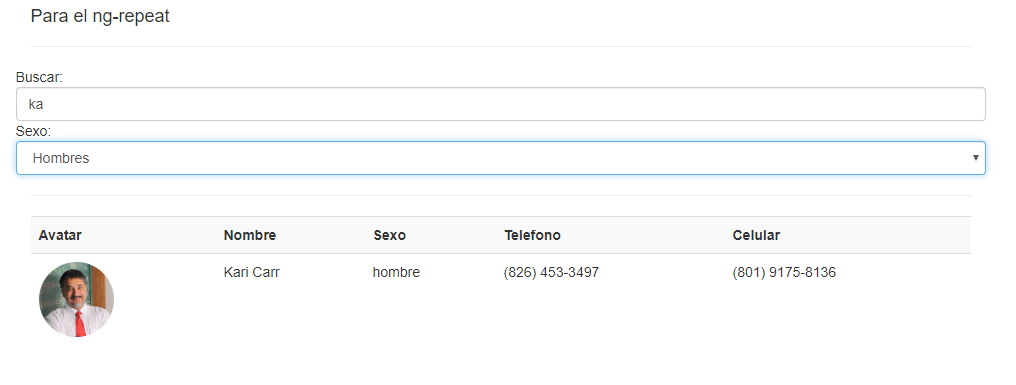 Para el ng-repeat
Buscar:
ka
Sexo:
Hombres
Avatar Nombre Sexo Telefono Celular
Kari Carr hombre (826) 453-3497 (801) 9175-8136